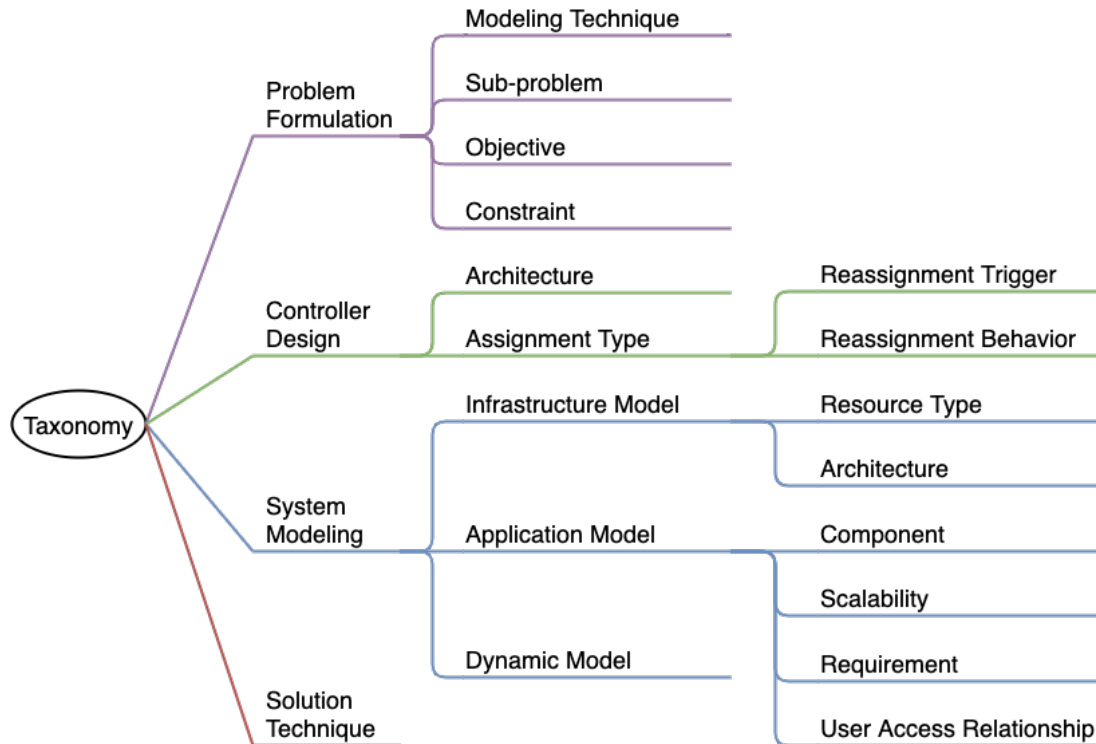 Taxonomy
Problem
Formulation
Modeling Technique
Sub-problem
Objective
Constraint
Controller
Design
Architecture
Assignment Type
Reassignment Trigger
Reassignment Behavior
System
Modeling
Infrastructure Model
Resource Type
Architecture
Application Model
Component
Scalability
Requirement
User Access Relationship
Dynamic Model
Solution
Technique